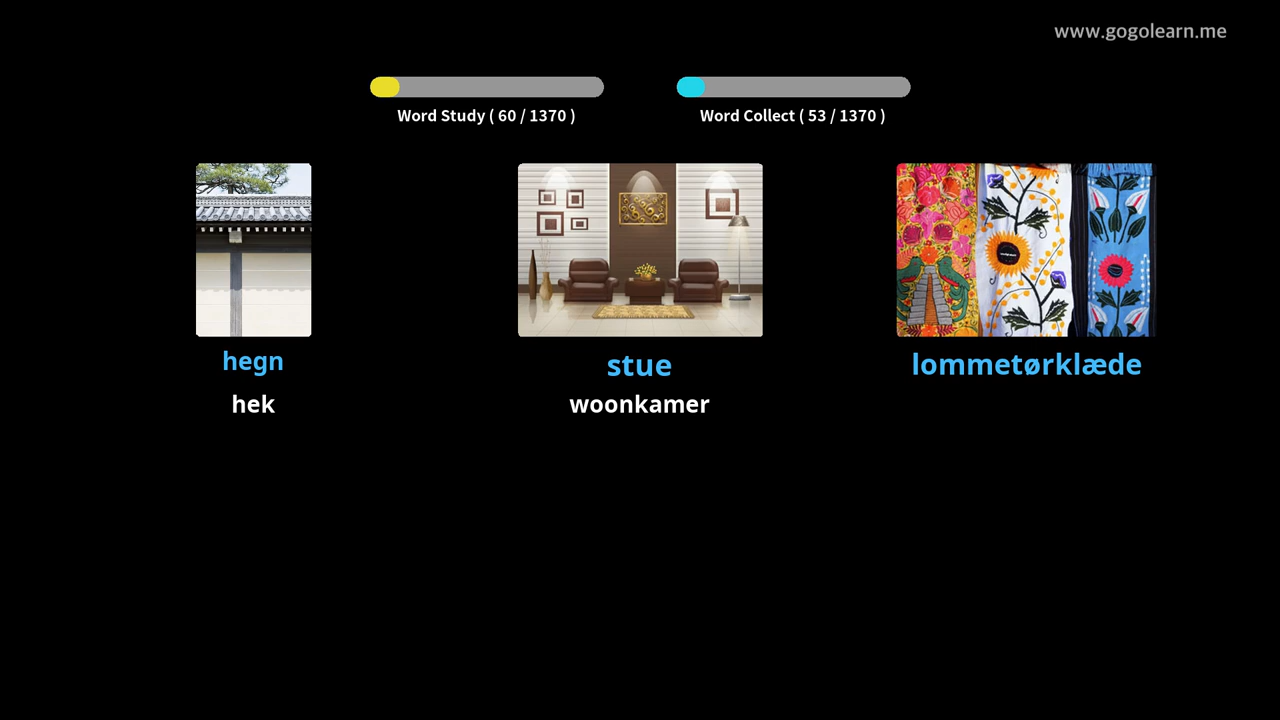 www.gogolearn.me
Word Study ( 60 / 1370 )
Word Collect ( 53 / 1370 )
hegn
stue
lommetørklæde
hek
woonkamer